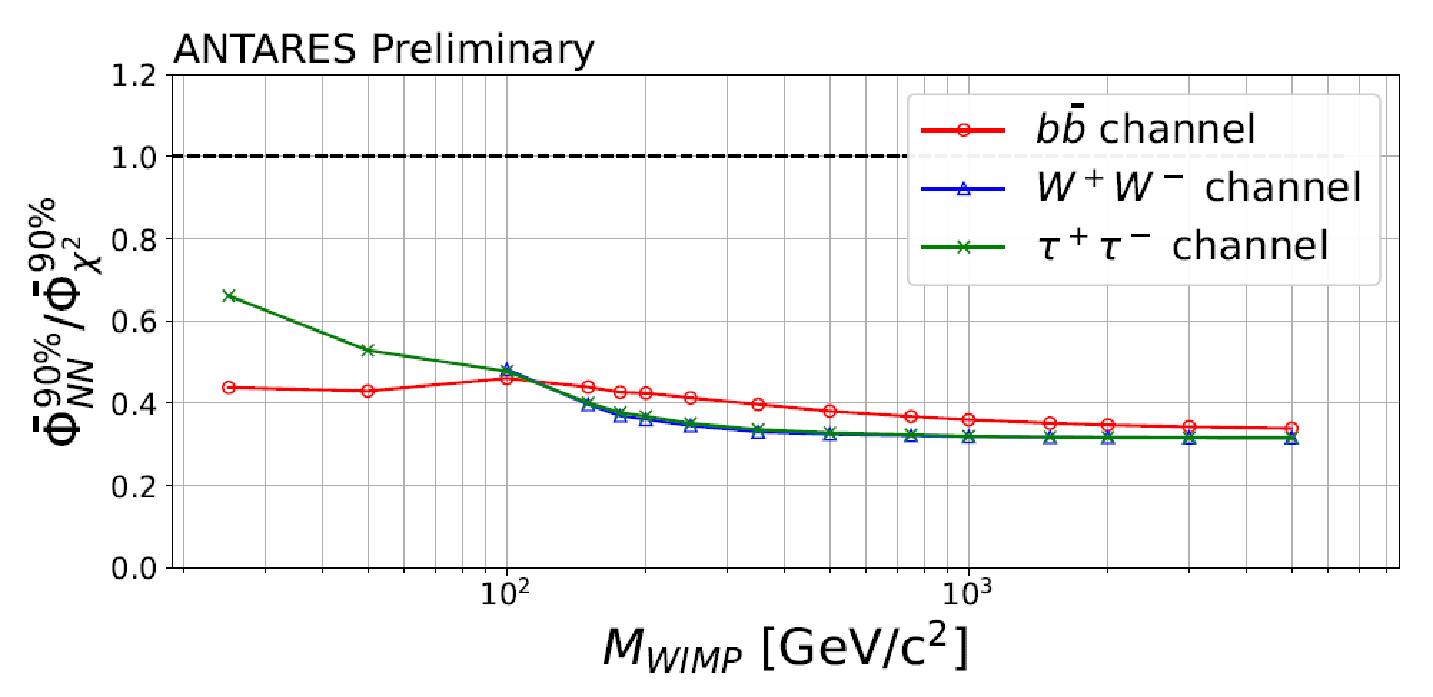 ANTARES Preliminary
1.2
1.0
0.8
0.6
0.4
0.2
0.0
Φ̄^{90%}_{NN}/Φ̄^{90%}_{χ²}
bb̄ channel
W⁺W⁻ channel
τ⁺τ⁻ channel
10² 10³
M_{WIMP} [GeV/c²]